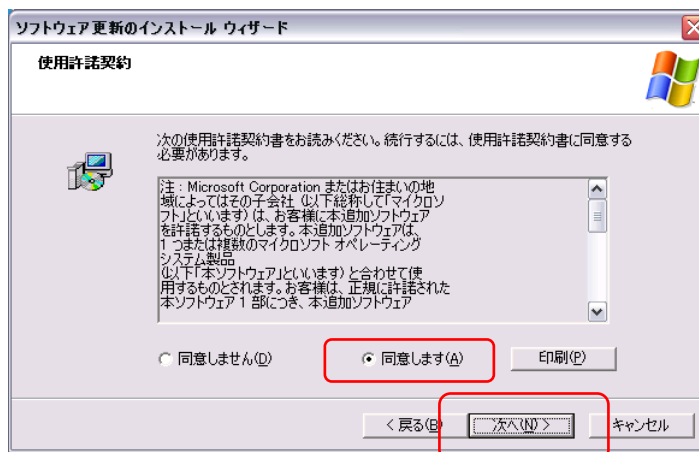 ソフトウェア更新のインストール ウィザード
使用許諾契約
次の使用許諾契約書をお読みください。続行するには、使用許諾契約書に同意する
必要があります。
注 : Microsoft Corporation またはお住まいの地
域によってはその子会社 (以下総称して「マイクロソ
フト」といいます) は、お客様に本追加ソフトウェア
を許諾するものとします。本追加ソフトウェアは、
1 つまたは複数のマイクロソフト オペレーティング
システム製品
(以下「本ソフトウェア」といいます) と合わせて使
用するものとされます。お客様は、正規に許諾された
本ソフトウェア 1 部につき、本追加ソフトウェア
同意しません(D) 同意します(A) 印刷(P)
< 戻る(B 次へ(N) > キャンセル